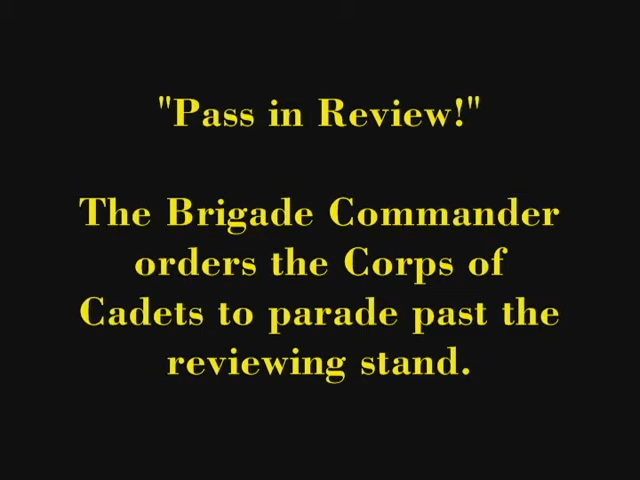 "Pass in Review!"
The Brigade Commander
orders the Corps of
Cadets to parade past the
reviewing stand.